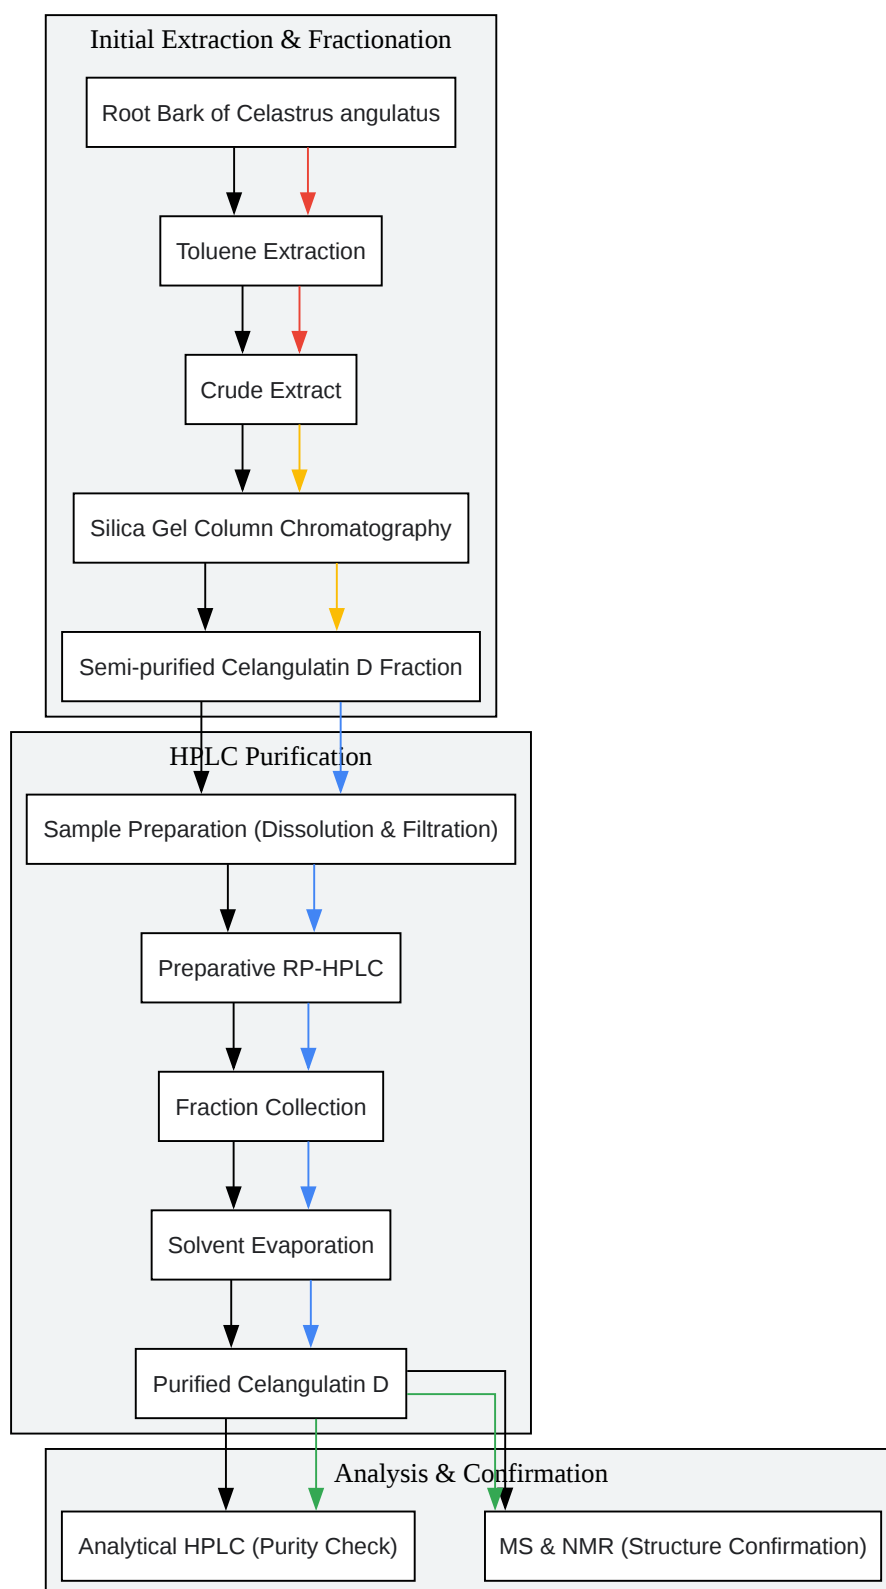 Initial Extraction & Fractionation
Root Bark of Celastrus angulatus
Toluene Extraction
Crude Extract
Silica Gel Column Chromatography
Semi-purified Celangulatin D Fraction
HPLC Purification
Sample Preparation (Dissolution & Filtration)
Preparative RP-HPLC
Fraction Collection
Solvent Evaporation
Purified Celangulatin D
Analysis & Confirmation
Analytical HPLC (Purity Check)
MS & NMR (Structure Confirmation)